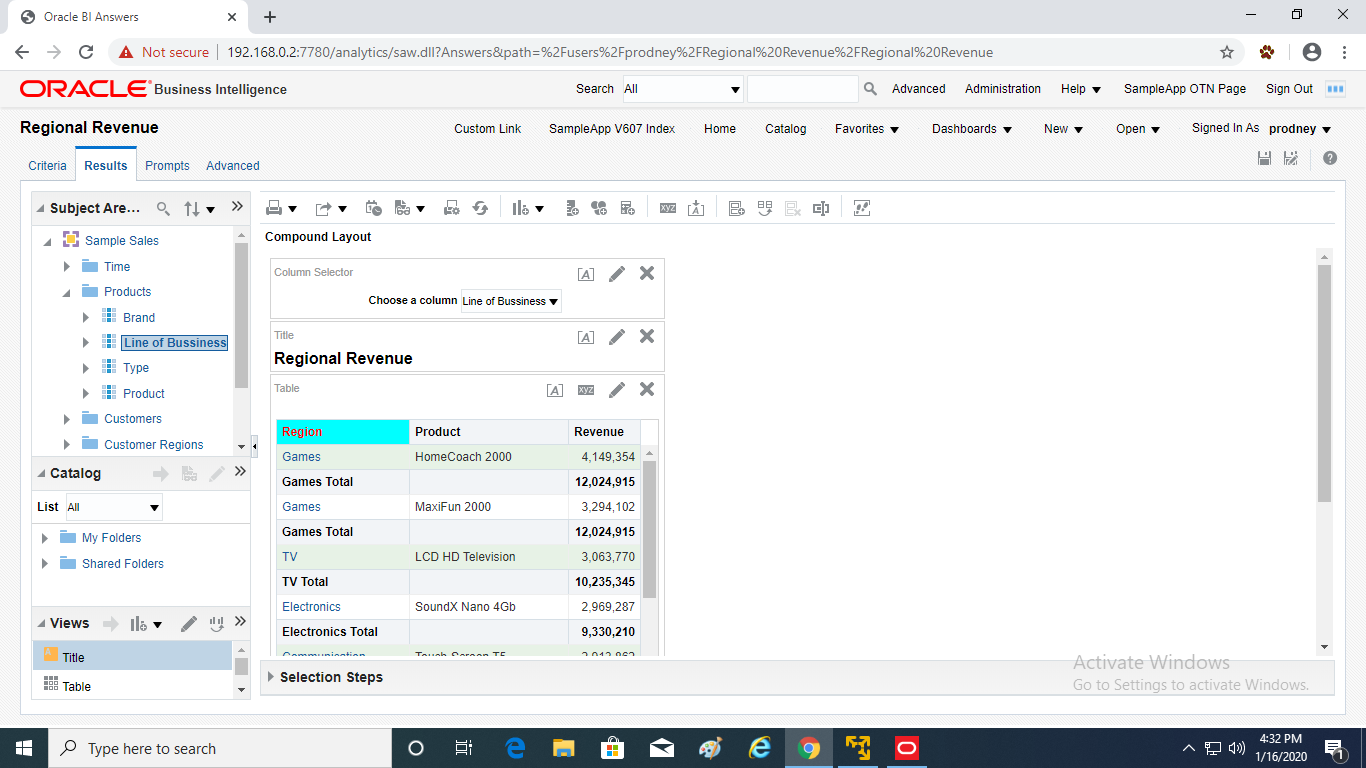 Oracle BI Answers
Not secure 192.168.0.2:7780/analytics/saw.dll?Answers&path=%2Fusers%2Fprodney%2FRegional%20Revenue%2FRegional%20Revenue
ORACLE Business Intelligence
Search All Advanced Administration Help SampleApp OTN Page Sign Out
Regional Revenue
Custom Link SampleApp V607 Index Home Catalog Favorites Dashboards New Open Signed In As prodney
Criteria Results Prompts Advanced
Subject Are...
Sample Sales
Time
Products
Brand
Line of Bussiness
Type
Product
Customers
Customer Regions
Catalog
List All
My Folders
Shared Folders
Views
Title
Table
Compound Layout
Column Selector
Choose a column Line of Bussiness
Title
Regional Revenue
Table
Region Product Revenue
Games HomeCoach 2000 4,149,354
Games Total 12,024,915
Games MaxiFun 2000 3,294,102
Games Total 12,024,915
TV LCD HD Television 3,063,770
TV Total 10,235,345
Electronics SoundX Nano 4Gb 2,969,287
Electronics Total 9,330,210
Communication Touch-Screen T5
Selection Steps
Activate Windows
Go to Settings to activate Windows.
Type here to search
4:32 PM
1/16/2020
1